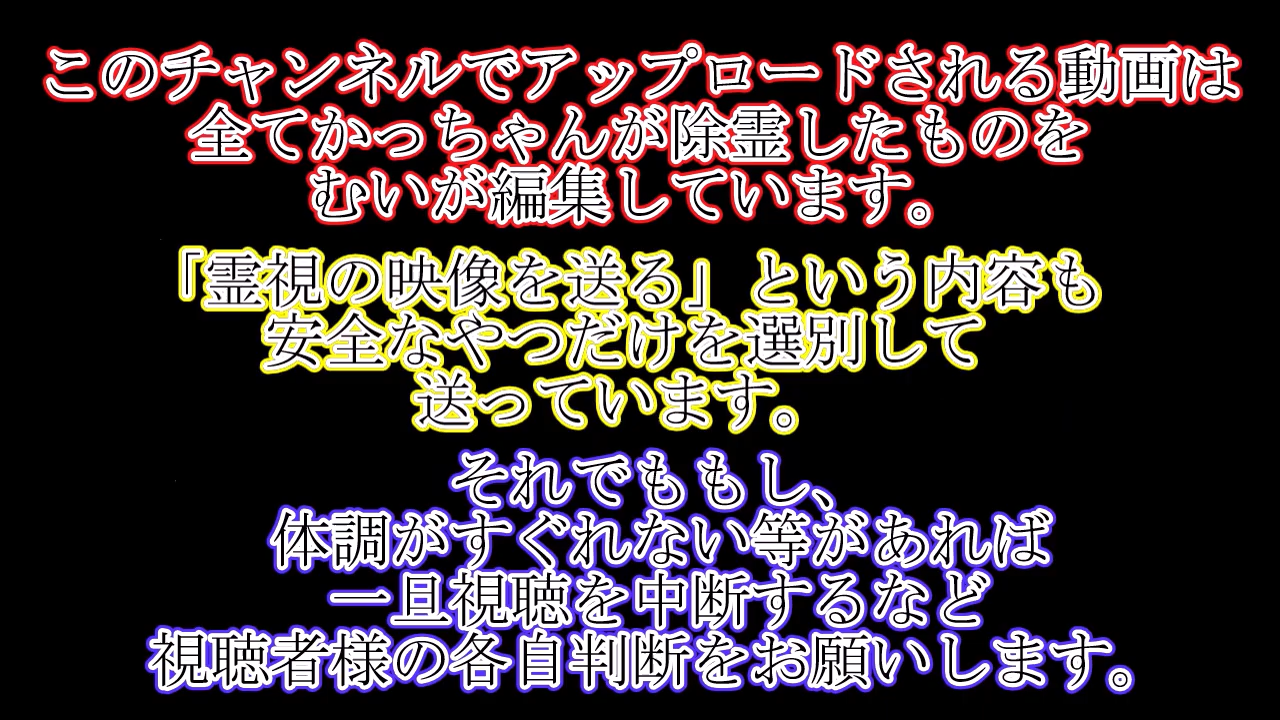 このチャンネルでアップロードされる動画は
全てかっちゃんが除霊したものを
むいが編集しています。
「霊視の映像を送る」という内容も
安全なやつだけを選別して
送っています。
それでももし、
体調がすぐれない等があれば
一旦視聴を中断するなど
視聴者様の各自判断をお願いします。